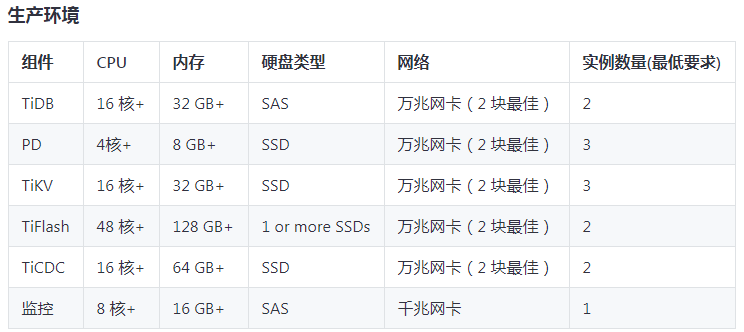 生产环境
组件 CPU 内存 硬盘类型 网络 实例数量(最低要求)
TiDB 16 核+ 32 GB+ SAS 万兆网卡（2 块最佳） 2
PD 4核+ 8 GB+ SSD 万兆网卡（2 块最佳） 3
TiKV 16 核+ 32 GB+ SSD 万兆网卡（2 块最佳） 3
TiFlash 48 核+ 128 GB+ 1 or more SSDs 万兆网卡（2 块最佳） 2
TiCDC 16 核+ 64 GB+ SSD 万兆网卡（2 块最佳） 2
监控 8 核+ 16 GB+ SAS 千兆网卡 1